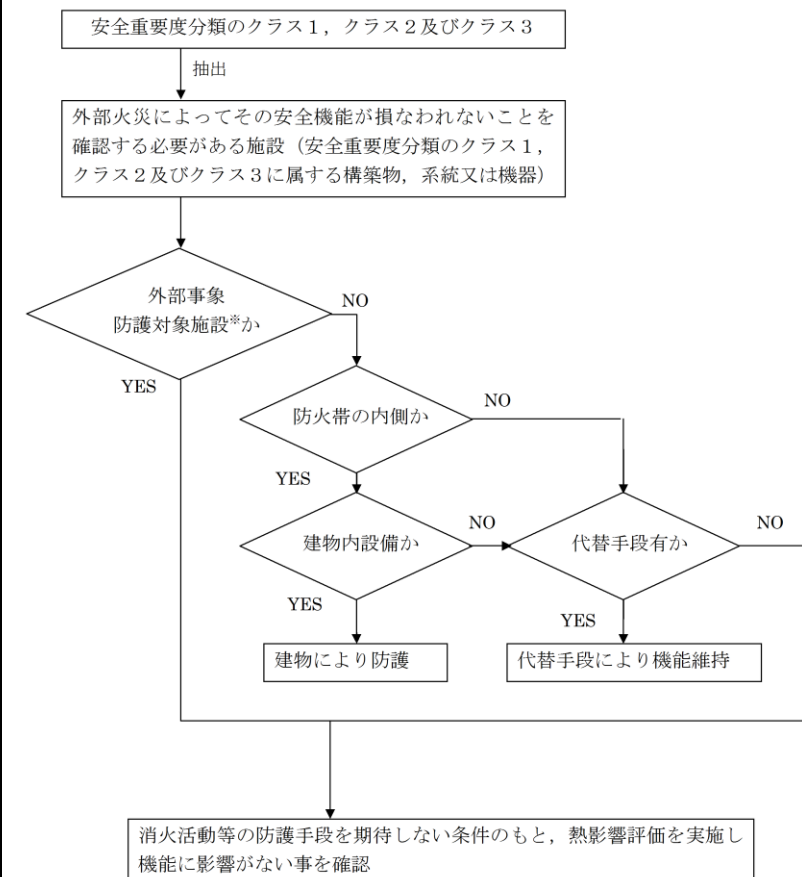 安全重要度分類のクラス1，クラス2及びクラス3
抽出
外部火災によってその安全機能が損なわれないことを
確認する必要がある施設（安全重要度分類のクラス1，
クラス2及びクラス3に属する構築物，系統又は機器）
外部事象
防護対象施設※か
NO
YES
防火帯の内側か
NO
YES
建物内設備か
NO
代替手段有か
NO
YES
YES
建物により防護
代替手段により機能維持
消火活動等の防護手段を期待しない条件のもと，熱影響評価を実施し
機能に影響がない事を確認